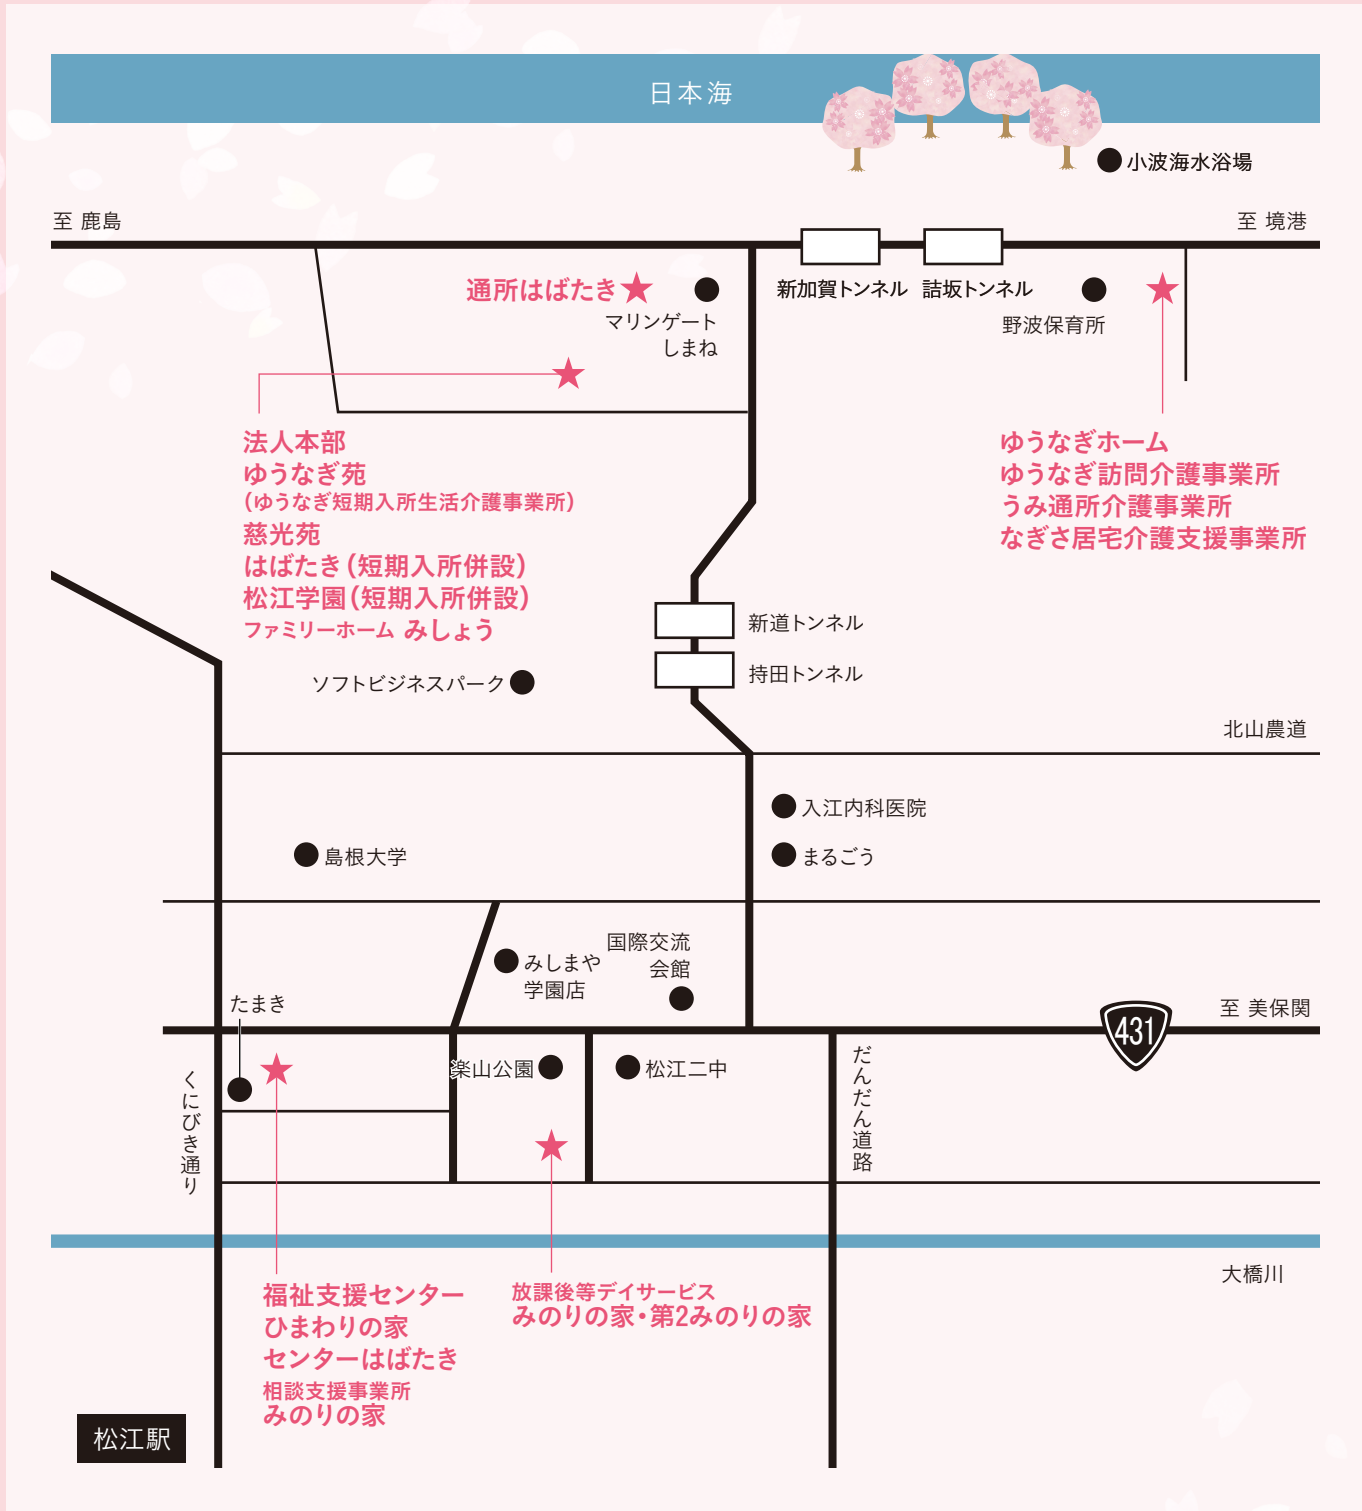 日本海
小波海水浴場
至 鹿島
至 境港
通所はばたき
マリンゲート
しまね
新加賀トンネル
詰坂トンネル
野波保育所
法人本部
ゆうなぎ苑
(ゆうなぎ短期入所生活介護事業所)
慈光苑
はばたき(短期入所併設)
松江学園(短期入所併設)
ファミリーホーム みしょう
ゆうなぎホーム
ゆうなぎ訪問介護事業所
うみ通所介護事業所
なぎさ居宅介護支援事業所
新道トンネル
持田トンネル
ソフトビジネスパーク
北山農道
入江内科医院
まるごう
島根大学
みしまや
学園店
国際交流
会館
たまき
至 美保関
431
楽山公園
松江二中
くにびき通り
だんだん道路
大橋川
福祉支援センター
ひまわりの家
センターはばたき
相談支援事業所
みのりの家
放課後等デイサービス
みのりの家・第2みのりの家
松江駅